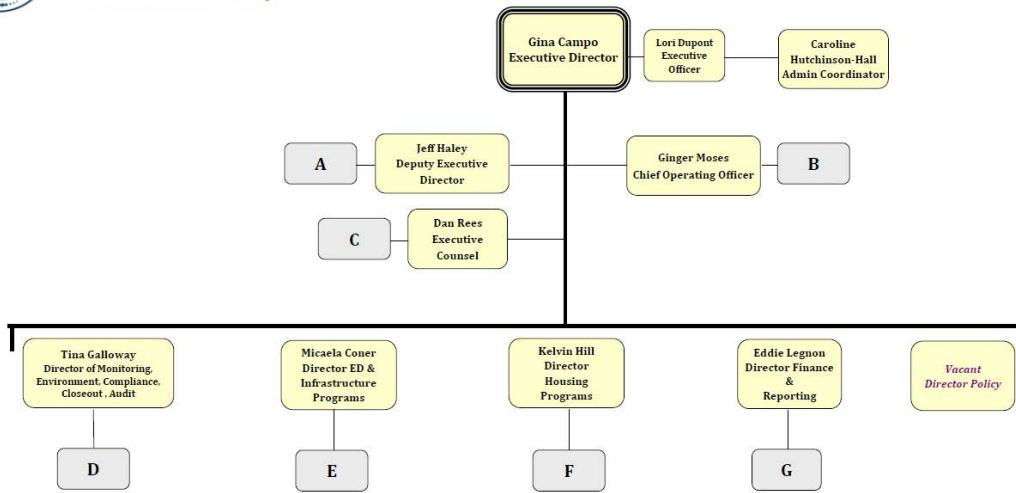 Gina Campo
Executive Director
Lori Dupont
Executive
Officer
Caroline
Hutchinson-Hall
Admin Coordinator
A
Jeff Haley
Deputy Executive
Director
Ginger Moses
Chief Operating Officer
B
C
Dan Rees
Executive
Counsel
Tina Galloway
Director of Monitoring,
Environment, Compliance,
Closeout , Audit
Micaela Coner
Director ED &
Infrastructure
Programs
Kelvin Hill
Director
Housing
Programs
Eddie Legnon
Director Finance
&
Reporting
Vacant
Director Policy
D
E
F
G